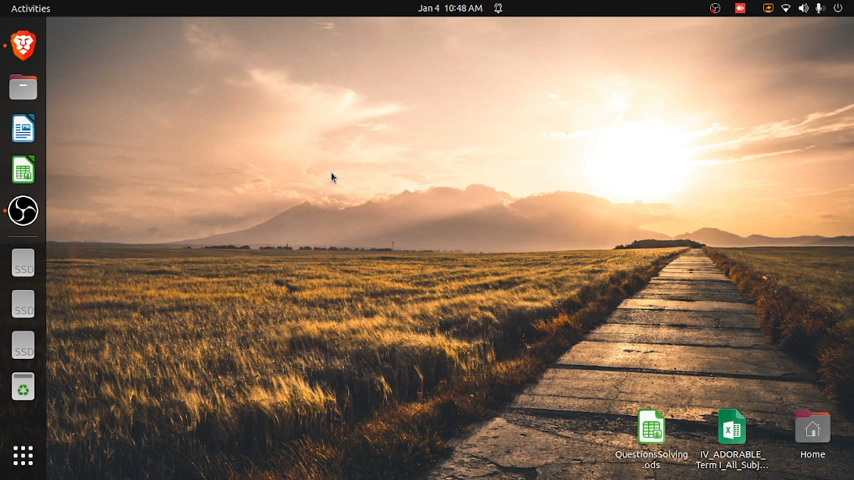 Activities
Jan 4 10:48 AM
SSD
SSD
SSD
QuestionsSolving
.ods
IV_ADORABLE_
Term I_All_Subj...
Home